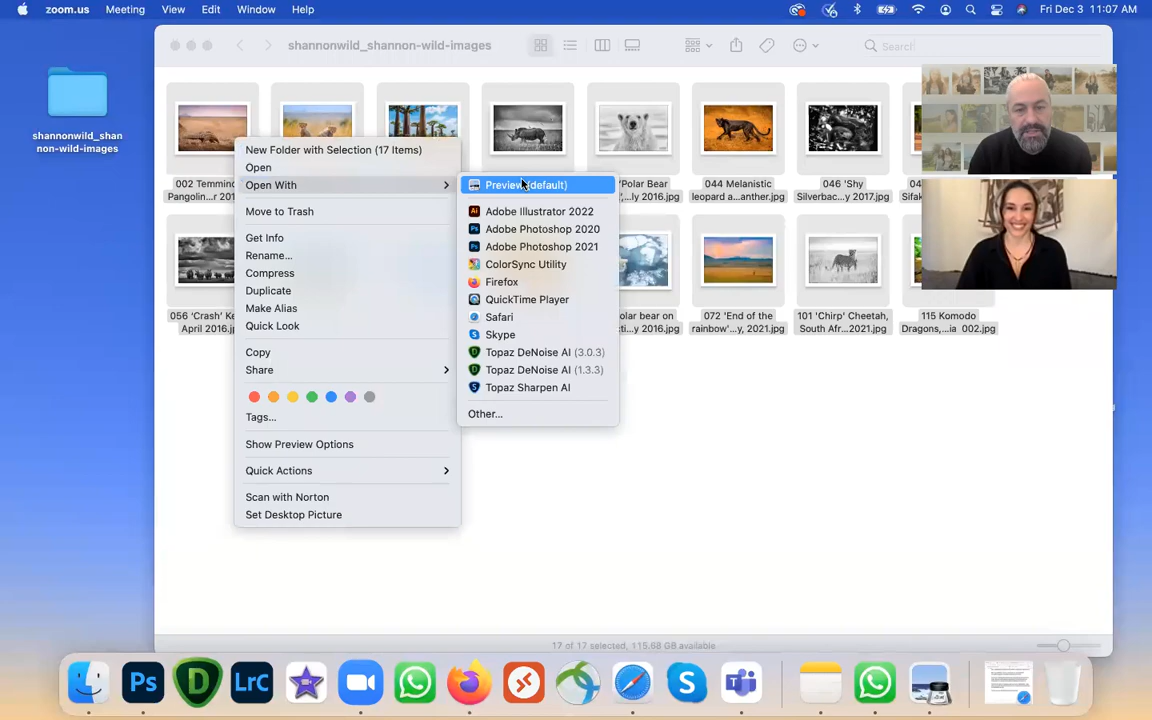 zoom.us Meeting View Edit Window Help Fri Dec 3 11:07 AM
shannonwild_shannon-wild-images
Search
shannonwild_shan
non-wild-images
New Folder with Selection (17 Items)
Open
Open With
Move to Trash
Get Info
Rename...
Compress
Duplicate
Make Alias
Quick Look
Copy
Share
Tags...
Show Preview Options
Quick Actions
Scan with Norton
Set Desktop Picture
Preview (default)
Adobe Illustrator 2022
Adobe Photoshop 2020
Adobe Photoshop 2021
ColorSync Utility
Firefox
QuickTime Player
Safari
Skype
Topaz DeNoise AI (3.0.3)
Topaz DeNoise AI (1.3.3)
Topaz Sharpen AI
Other...
002 Temminc
Pangolin...r 201
'Polar Bear
,...ly 2016.jpg
044 Melanistic
leopard a...anther.jpg
046 'Shy
Silverbac...y 2017.jpg
Sifak
056 'Crash' Ke
April 2016.jp
olar bear on
cti...y 2016.jpg
072 'End of the
rainbow'...y, 2021.jpg
101 'Chirp' Cheetah,
South Afr...2021.jpg
115 Komodo
Dragons,...ia 002.jpg
17 of 17 selected, 115.68 GB available
Ps
D
LrC
S